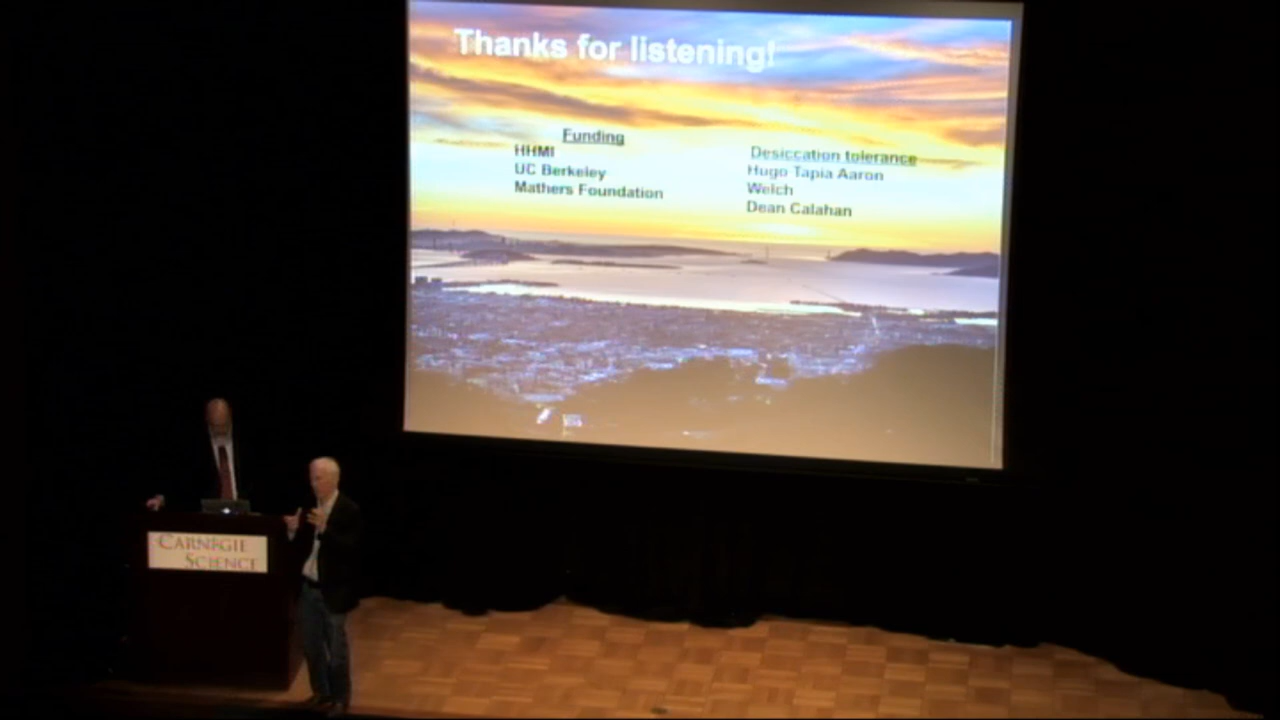 Thanks for listening!
Funding
HHMI
UC Berkeley
Mathers Foundation
Desiccation tolerance
Hugo Tapia Aaron
Welch
Dean Calahan
CARNEGIE
SCIENCE